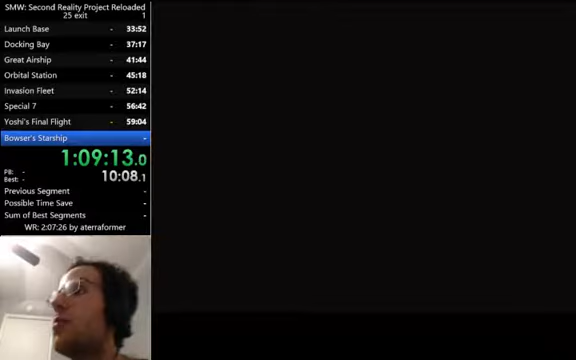 SMW: Second Reality Project Reloaded
25 exit 1
Launch Base - 33:52
Docking Bay - 37:17
Great Airship - 41:44
Orbital Station - 45:18
Invasion Fleet - 52:14
Special 7 - 56:42
Yoshi's Final Flight - 59:04
Bowser's Starship -
1:09:13.0
PB: -
Best: -
10:08.1
Previous Segment -
Possible Time Save -
Sum of Best Segments -
WR: 2:07:26 by aterraformer